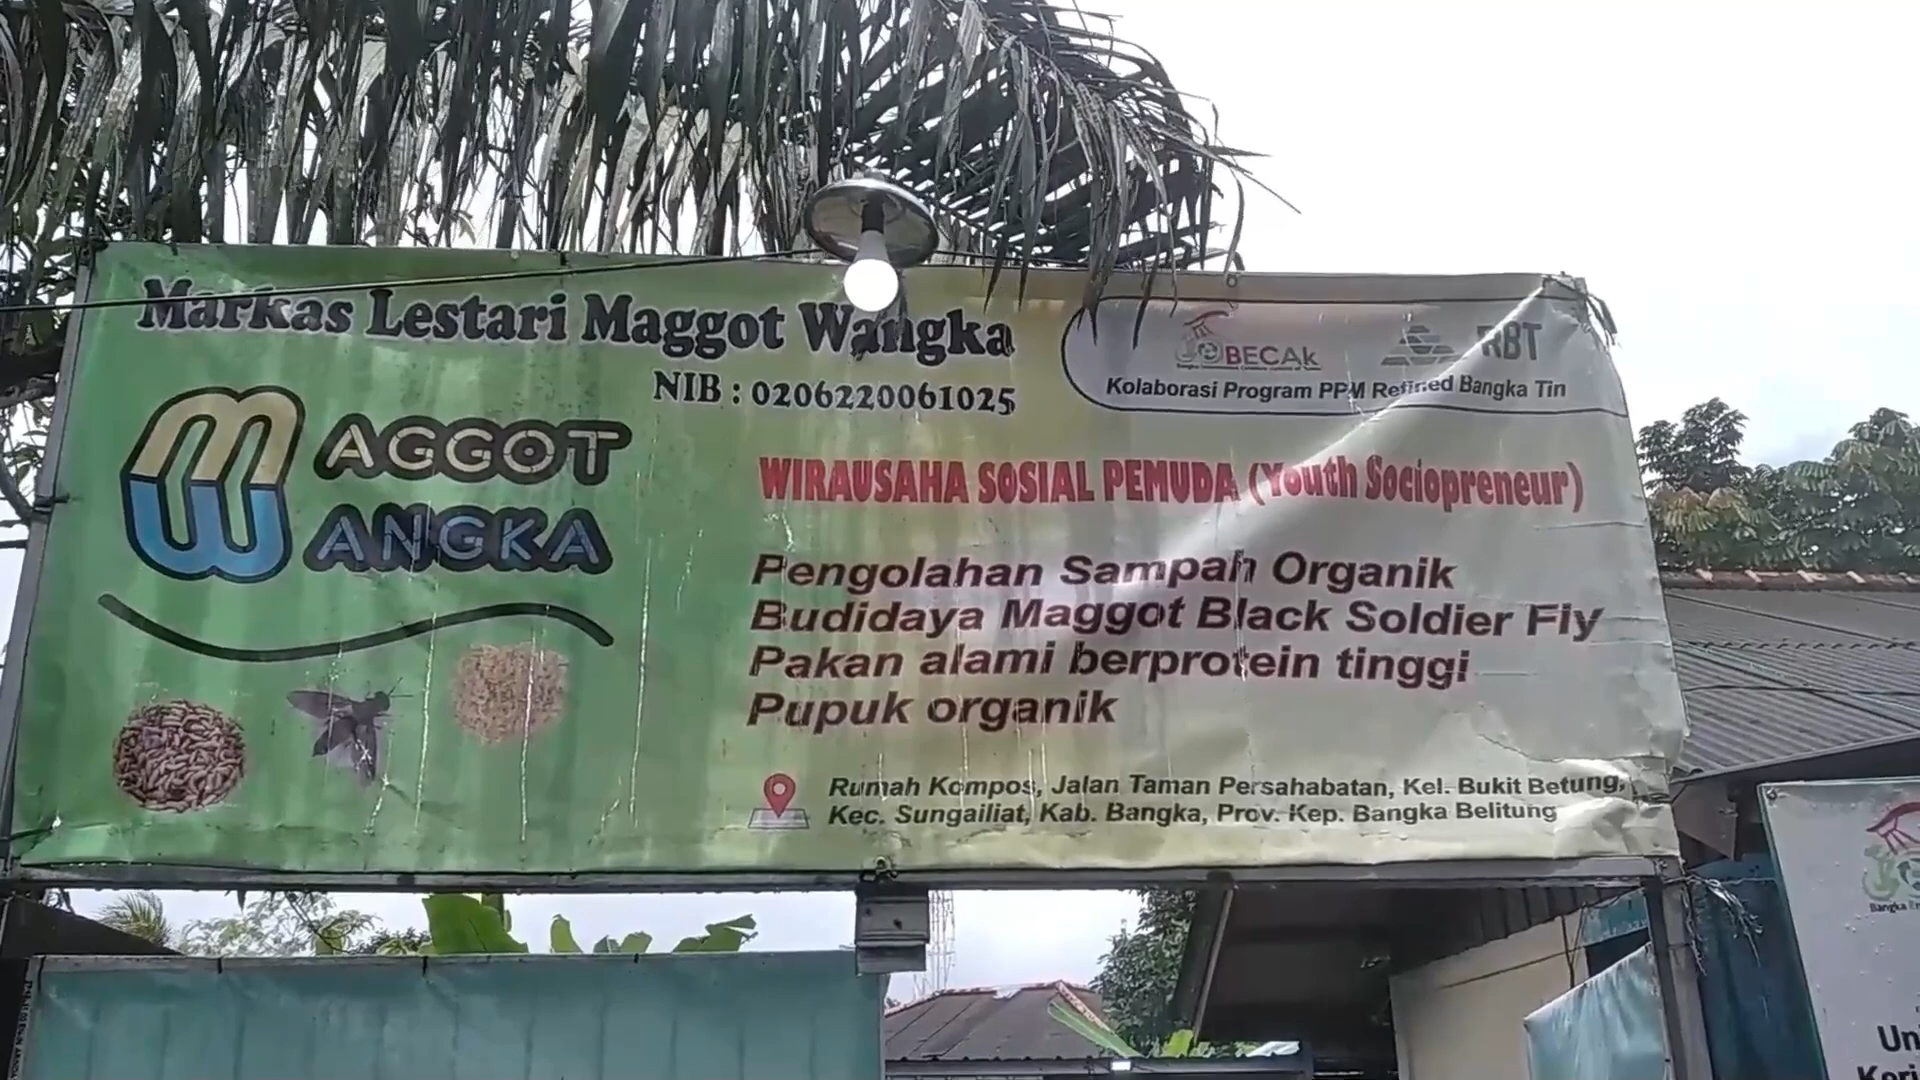 Markas Lestari Maggot Wangka
NIB : 0206220061025
BECAk
RBT
Kolaborasi Program PPM Refined Bangka Tin
MAGGOT
WANGKA
WIRAUSAHA SOSIAL PEMUDA (Youth Sociopreneur)
Pengolahan Sampah Organik
Budidaya Maggot Black Soldier Fly
Pakan alami berprotein tinggi
Pupuk organik
Rumah Kompos, Jalan Taman Persahabatan, Kel. Bukit Betung,
Kec. Sungailiat, Kab. Bangka, Prov. Kep. Bangka Belitung
Bangka
Un